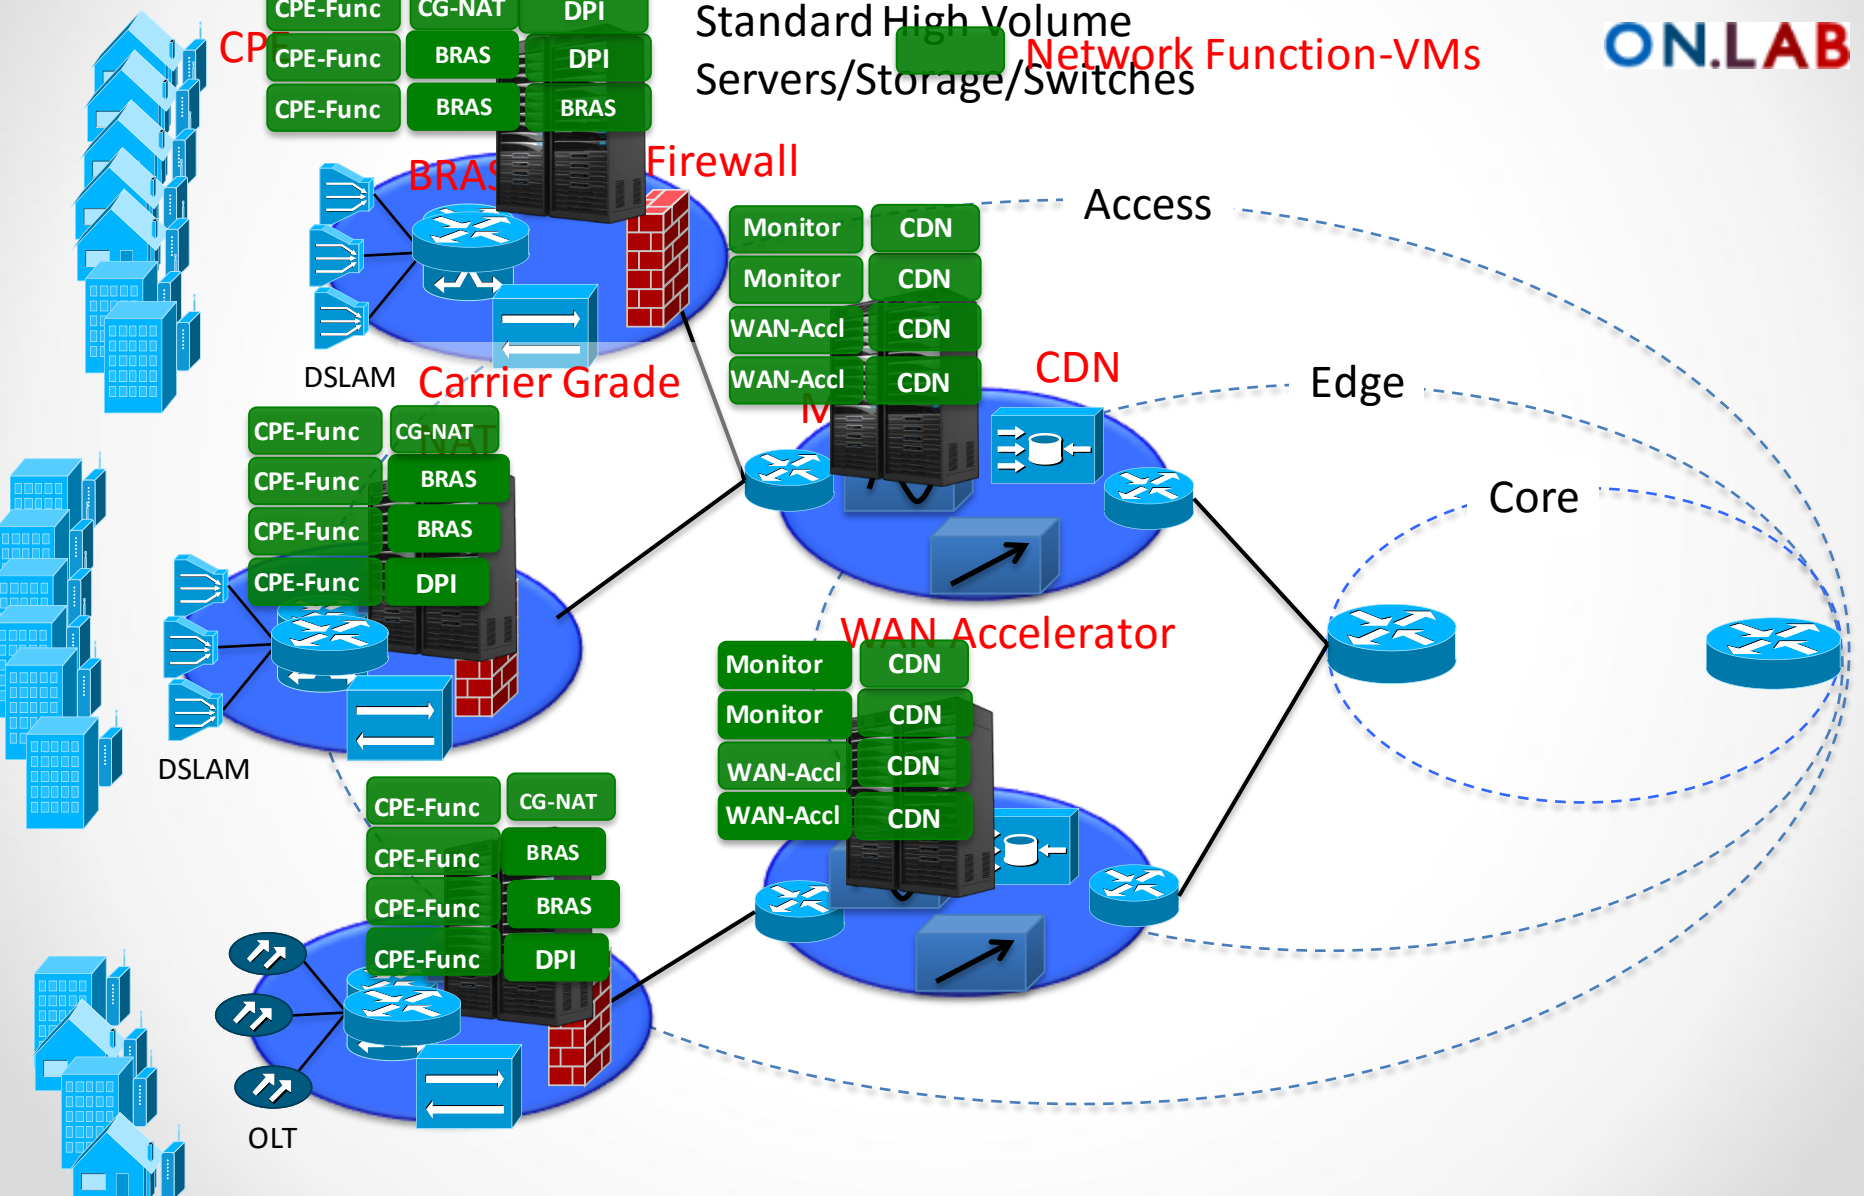 CPE-Func CG-NAT DPI
CPE-Func BRAS DPI
CPE-Func BRAS BRAS
CPE
Standard High Volume
Servers/Storage/Switches
Network Function-VMs
ON.LAB
BRAS
Firewall
Access
Monitor CDN
Monitor CDN
WAN-Accl CDN
WAN-Accl CDN
CDN
Edge
DSLAM
Carrier Grade
NAT
M
CPE-Func CG-NAT
CPE-Func BRAS
CPE-Func BRAS
CPE-Func DPI
Core
WAN Accelerator
Monitor CDN
Monitor CDN
WAN-Accl CDN
WAN-Accl CDN
DSLAM
CPE-Func CG-NAT
CPE-Func BRAS
CPE-Func BRAS
CPE-Func DPI
OLT